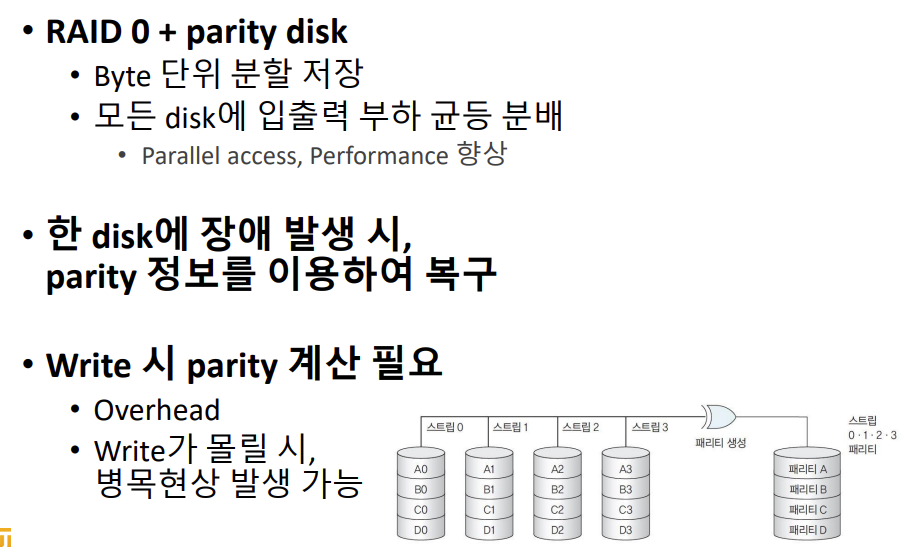 • RAID 0 + parity disk
• Byte 단위 분할 저장
• 모든 disk에 입출력 부하 균등 분배
• Parallel access, Performance 향상
• 한 disk에 장애 발생 시,
parity 정보를 이용하여 복구
• Write 시 parity 계산 필요
• Overhead
• Write가 몰릴 시,
병목현상 발생 가능
스트립 0 스트립 1 스트립 2 스트립 3
패리티 생성
스트립
0 · 1 · 2 · 3
패리티
A0 A1 A2 A3 패리티 A
B0 B1 B2 B3 패리티 B
C0 C1 C2 C3 패리티 C
D0 D1 D2 D3 패리티 D